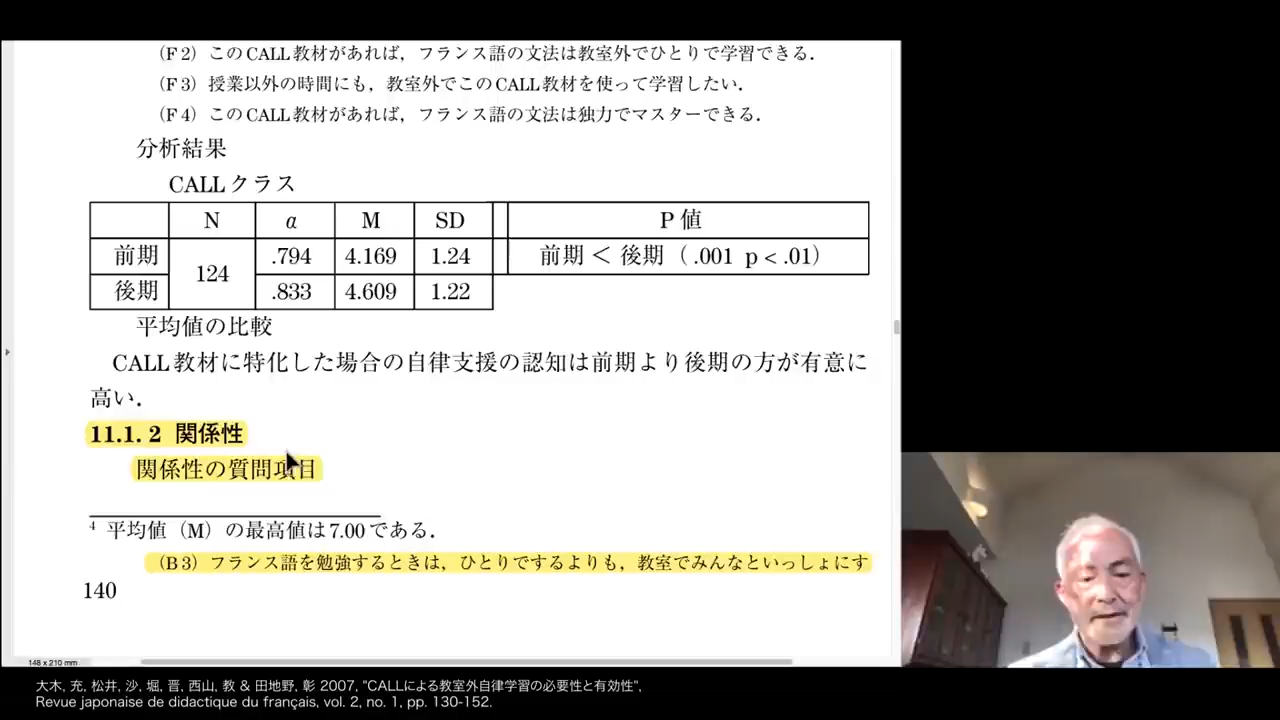 (F 2) このCALL教材があれば，フランス語の文法は教室外でひとりで学習できる．
(F 3) 授業以外の時間にも，教室外でこのCALL教材を使って学習したい．
(F 4) このCALL教材があれば，フランス語の文法は独力でマスターできる．
分析結果
CALLクラス
N α M SD P 値
前期 124 .794 4.169 1.24 前期 < 後期 ( .001 p < .01)
後期 .833 4.609 1.22
平均値の比較
CALL教材に特化した場合の自律支援の認知は前期より後期の方が有意に
高い．
11.1. 2 関係性
関係性の質問項目
4 平均値（M）の最高値は7.00である．
(B 3) フランス語を勉強するときは，ひとりでするよりも，教室でみんなといっしょにす
140
148 x 210 mm
大木, 充, 松井, 沙, 堀, 晋, 西山, 教 & 田地野, 彰 2007, "CALLによる教室外自律学習の必要性と有効性",
Revue japonaise de didactique du français, vol. 2, no. 1, pp. 130-152.